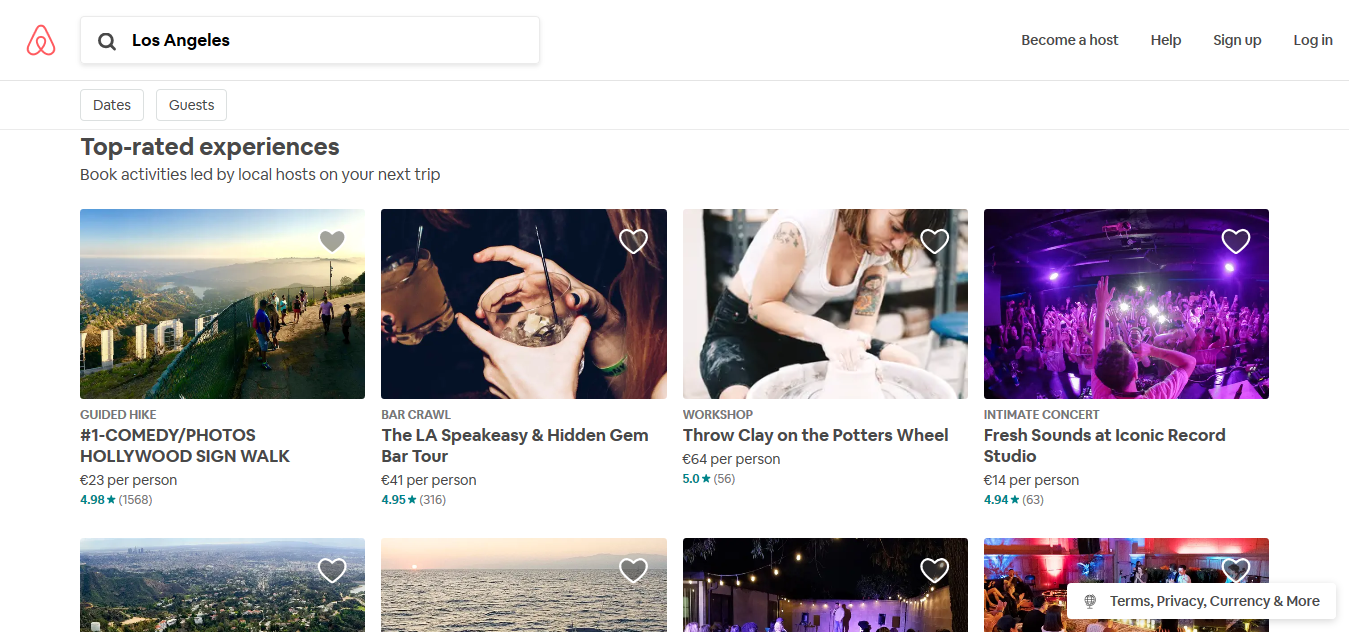 Los Angeles
Become a host
Help
Sign up
Log in
Dates
Guests
Top-rated experiences
Book activities led by local hosts on your next trip
GUIDED HIKE
#1-COMEDY/PHOTOS
HOLLYWOOD SIGN WALK
€23 per person
4.98★ (1568)
BAR CRAWL
The LA Speakeasy & Hidden Gem
Bar Tour
€41 per person
4.95★ (316)
WORKSHOP
Throw Clay on the Potters Wheel
€64 per person
5.0★ (56)
INTIMATE CONCERT
Fresh Sounds at Iconic Record
Studio
€14 per person
4.94★ (63)
Terms, Privacy, Currency & More